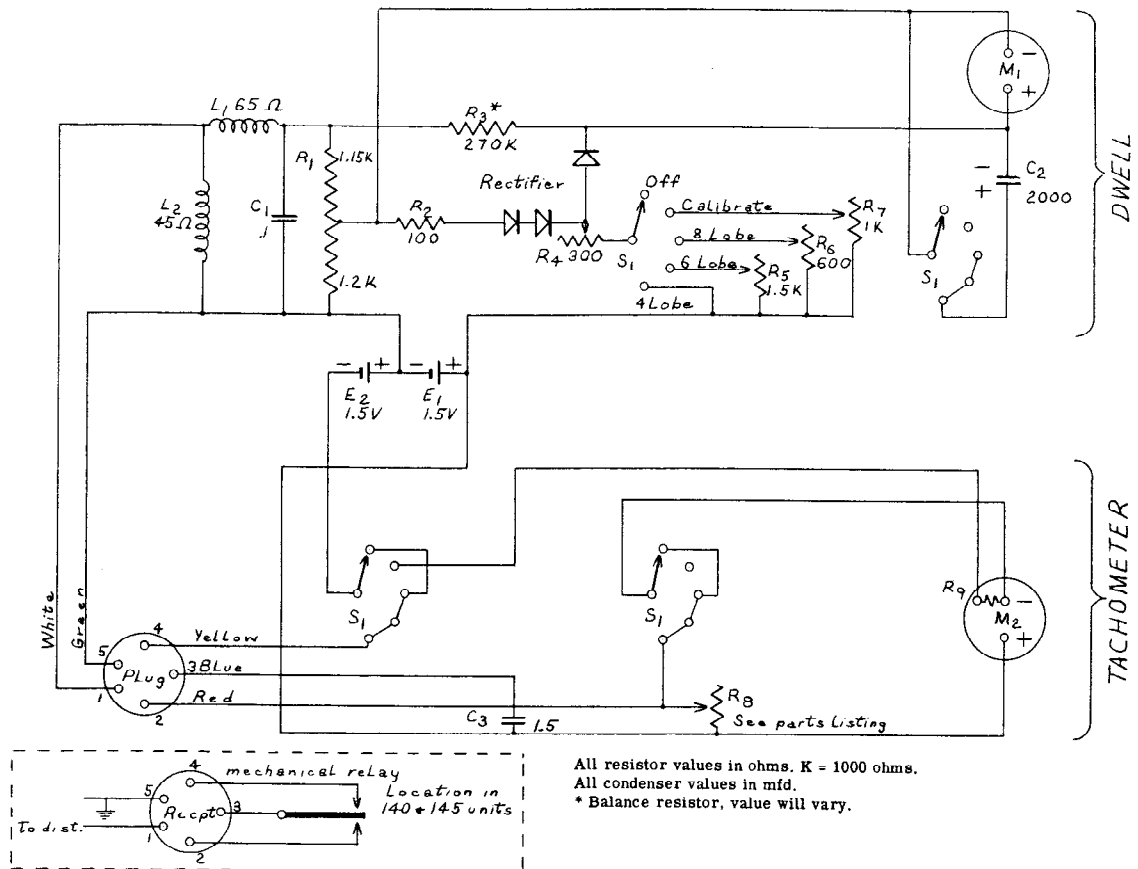 L1 65 Ω
L2
45Ω
C1
.1
R1
1.15K
1.2K
R3*
270K
Rectifier
R2
100
R4 300
S1
Off
Calibrate
8 Lobe
6 Lobe
4 Lobe
R7
1K
R6
600
R5
1.5K
-
M1
+
-
+
C2
2000
S1
DWELL
- +
E2
1.5V
- +
E1
1.5V
S1
S1
R9
-
M2
+
TACHOMETER
White
Green
4
5
Plug
3 Blue
1
2
Yellow
Red
C3
1.5
R8
See parts listing
4
5
Recpt
3
1
2
To dist.
mechanical relay
Location in
140 & 145 units
All resistor values in ohms. K = 1000 ohms.
All condenser values in mfd.
* Balance resistor, value will vary.